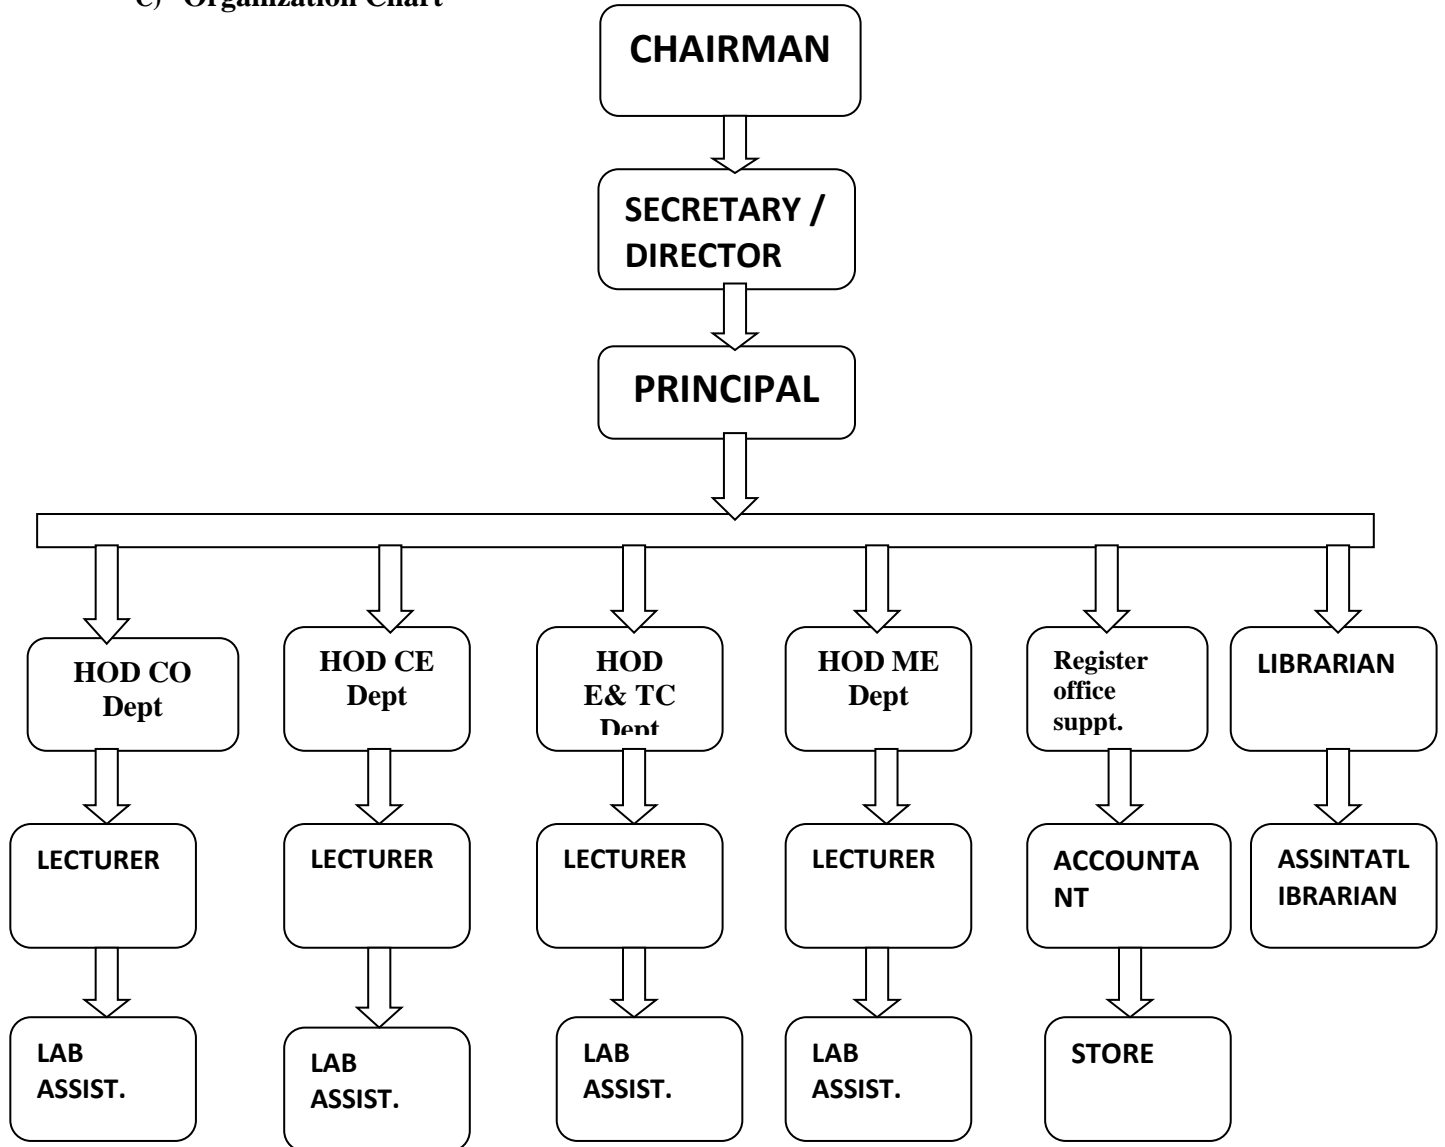 C) Organization Chart
CHAIRMAN
SECRETARY /
DIRECTOR
PRINCIPAL
HOD CO
Dept
HOD CE
Dept
HOD
E& TC
Dept
HOD ME
Dept
Register
office
suppt.
LIBRARIAN
LECTURER
LECTURER
LECTURER
LECTURER
ACCOUNTA
NT
ASSINTATL
IBRARIAN
LAB
ASSIST.
LAB
ASSIST.
LAB
ASSIST.
LAB
ASSIST.
STORE